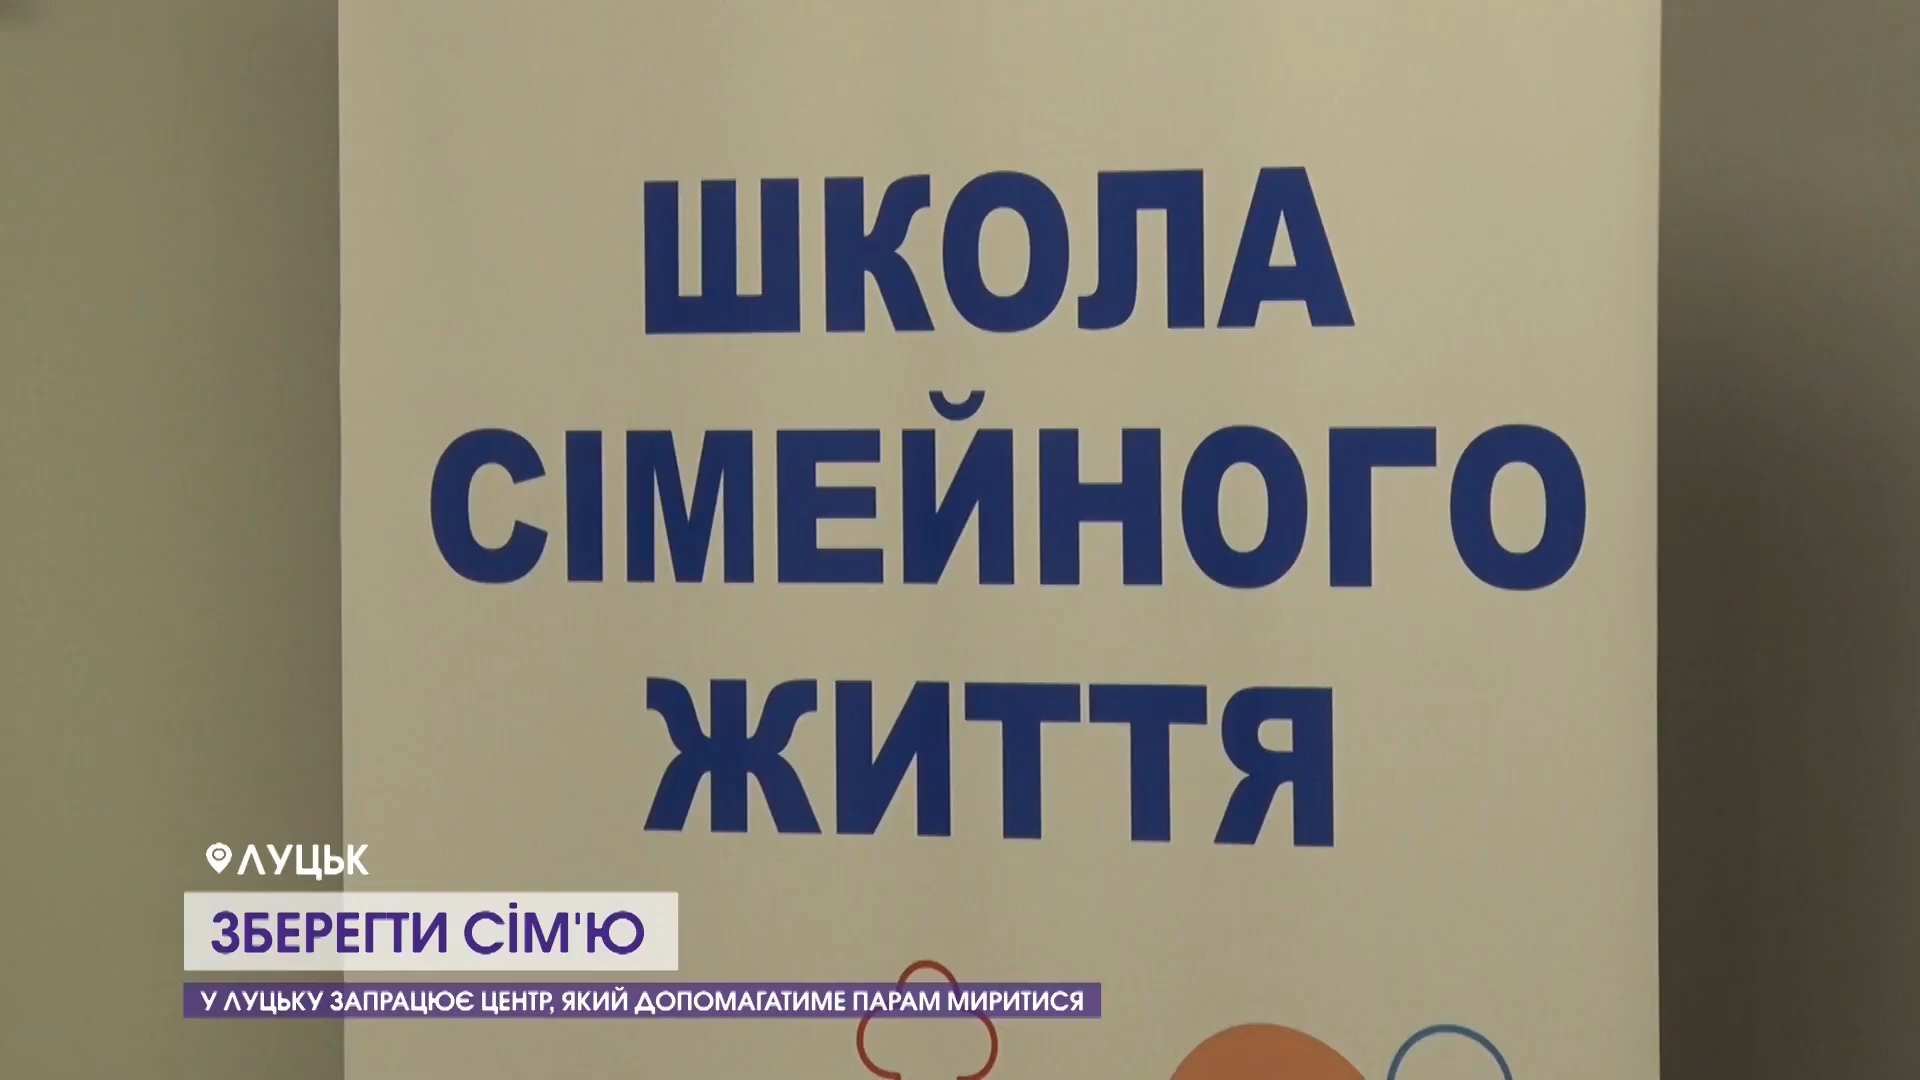 ШКОЛА
СІМЕЙНОГО
ЖИТТЯ
ЛУЦЬК
ЗБЕРЕГТИ СІМ'Ю
У ЛУЦЬКУ ЗАПРАЦЮЄ ЦЕНТР, ЯКИЙ ДОПОМАГАТИМЕ ПАРАМ МИРИТИСЯ